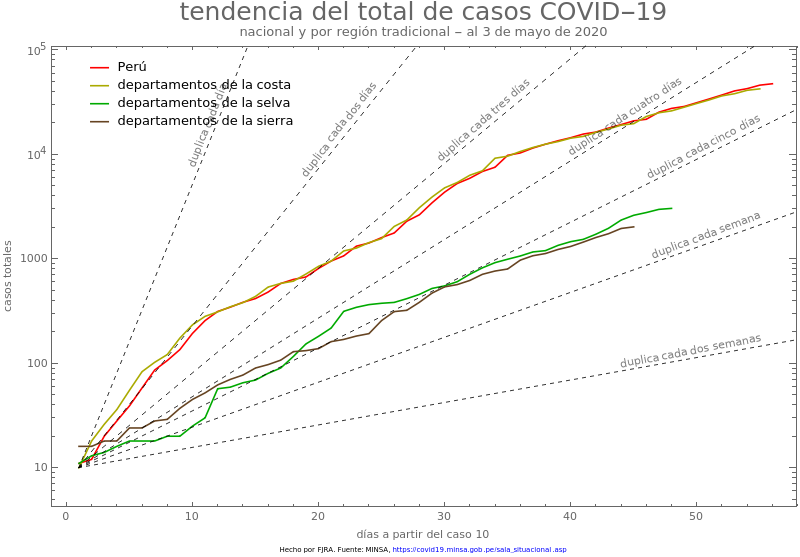 tendencia del total de casos COVID−19
nacional y por región tradicional − al 3 de mayo de 2020
Perú
departamentos de la costa
departamentos de la selva
departamentos de la sierra
duplica cada día
duplica cada dos días
duplica cada tres días
duplica cada cuatro días
duplica cada cinco días
duplica cada semana
duplica cada dos semanas
casos totales
10^5
10^4
1000
100
10
0 10 20 30 40 50
días a partir del caso 10
Hecho por FJRA. Fuente: MINSA, https://covid19.minsa.gob.pe/sala_situacional.asp